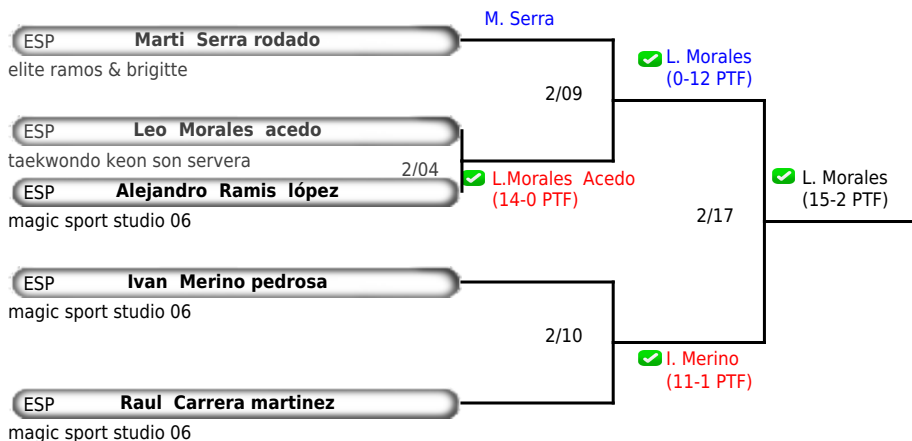 M. Serra
ESP Marti Serra rodado
elite ramos & brigitte
L. Morales
(0-12 PTF)
2/09
ESP Leo Morales acedo
taekwondo keon son servera
2/04
ESP Alejandro Ramis lópez
L.Morales Acedo
(14-0 PTF)
magic sport studio 06
L. Morales
(15-2 PTF)
2/17
ESP Ivan Merino pedrosa
magic sport studio 06
2/10
I. Merino
(11-1 PTF)
ESP Raul Carrera martinez
magic sport studio 06